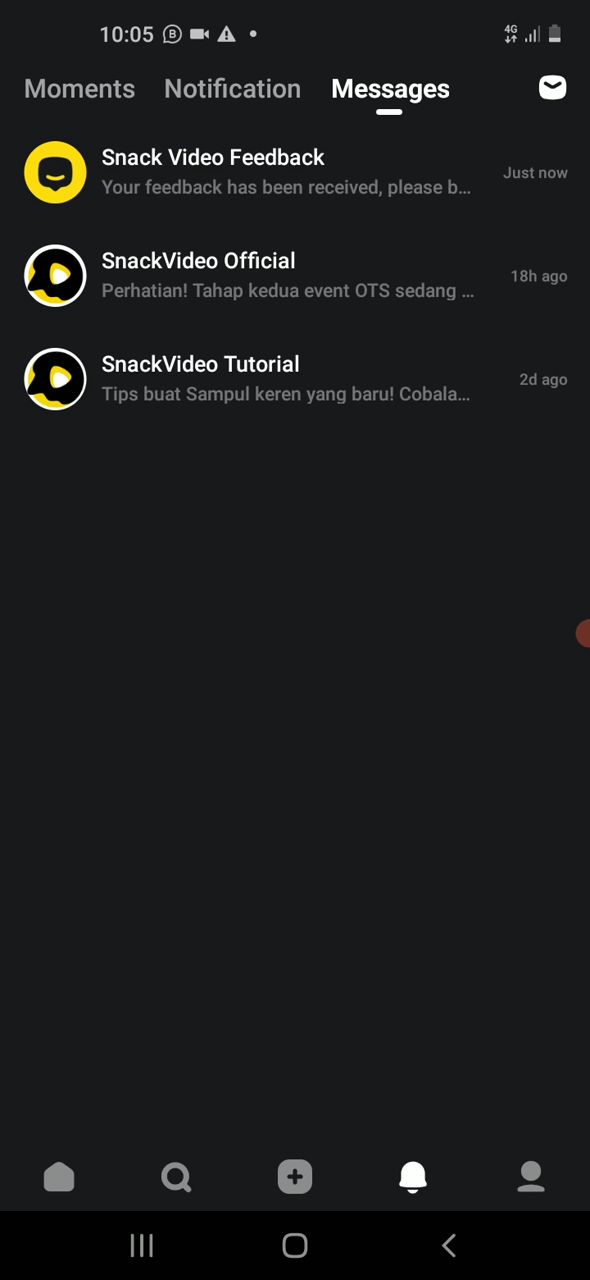 10:05
4G
Moments Notification Messages
Snack Video Feedback
Your feedback has been received, please b...
Just now
SnackVideo Official
Perhatian! Tahap kedua event OTS sedang ...
18h ago
SnackVideo Tutorial
Tips buat Sampul keren yang baru! Cobala...
2d ago